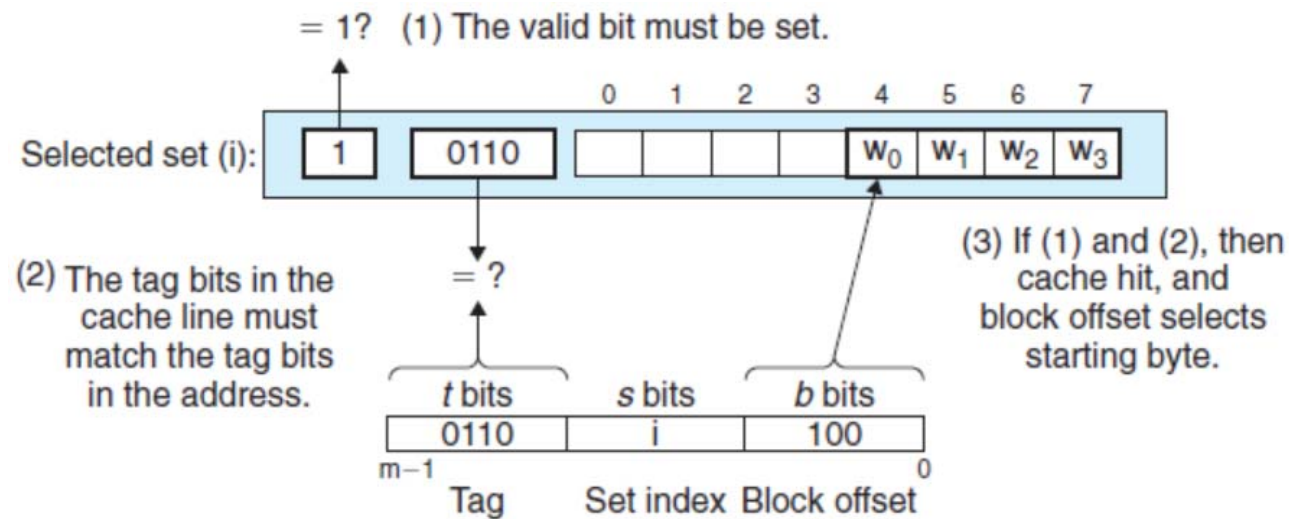 = 1? (1) The valid bit must be set.
0 1 2 3 4 5 6 7
Selected set (i): 1 0110 w₀ w₁ w₂ w₃
(2) The tag bits in the
cache line must
match the tag bits
in the address.
= ?
(3) If (1) and (2), then
cache hit, and
block offset selects
starting byte.
t bits s bits b bits
0110 i 100
m−1 0
Tag Set index Block offset